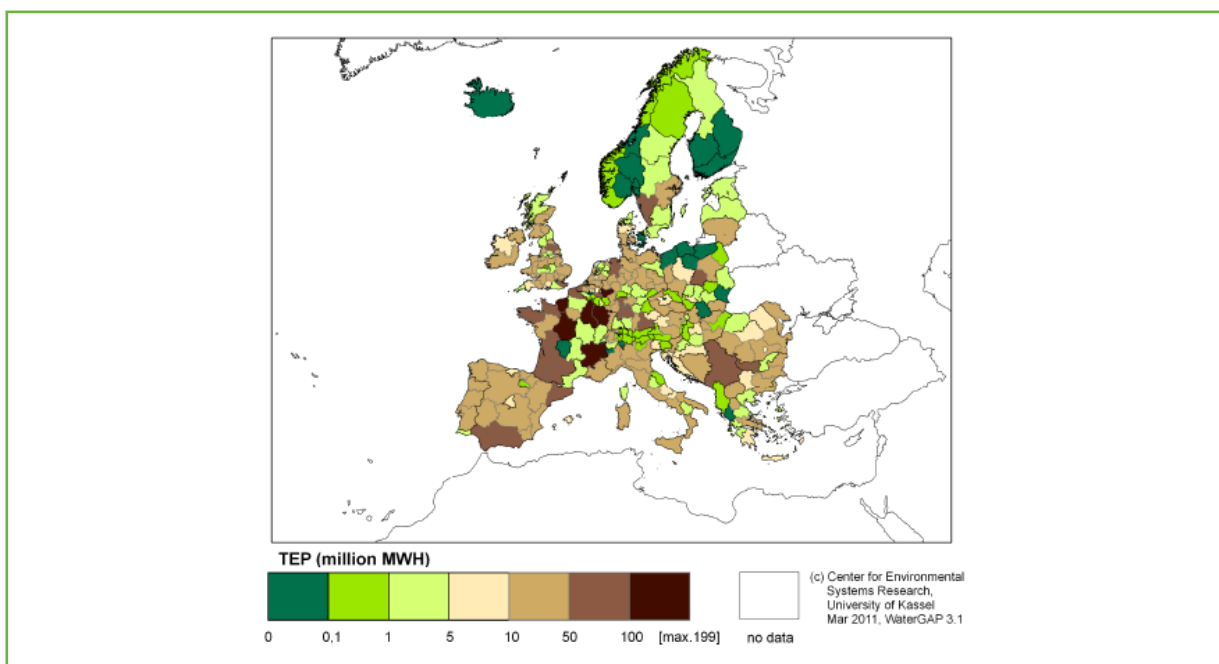 TEP (million MWH)
0 0,1 1 5 10 50 100 [max.199] no data
(c) Center for Environmental
Systems Research,
University of Kassel
Mar 2011, WaterGAP 3.1